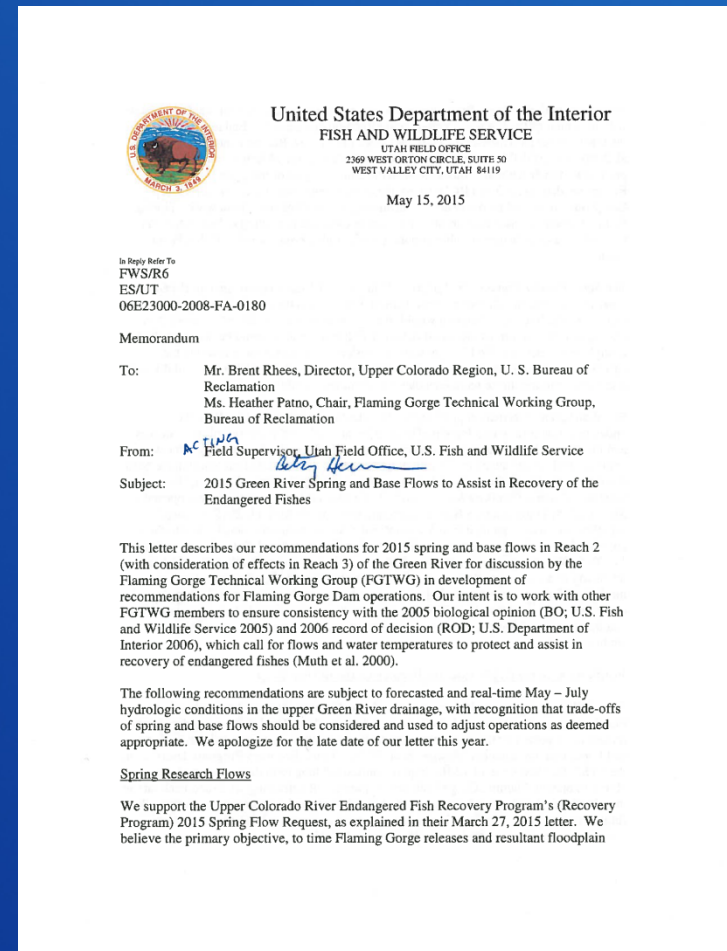 U.S. DEPARTMENT OF THE INTERIOR
MARCH 3, 1849
United States Department of the Interior
FISH AND WILDLIFE SERVICE
UTAH FIELD OFFICE
2369 WEST ORTON CIRCLE, SUITE 50
WEST VALLEY CITY, UTAH 84119
May 15, 2015
In Reply Refer To
FWS/R6
ES/UT
06E23000-2008-FA-0180
Memorandum
To: Mr. Brent Rhees, Director, Upper Colorado Region, U. S. Bureau of
Reclamation
Ms. Heather Patno, Chair, Flaming Gorge Technical Working Group,
Bureau of Reclamation
ACTING
From: Field Supervisor, Utah Field Office, U.S. Fish and Wildlife Service
Betsy
Subject: 2015 Green River Spring and Base Flows to Assist in Recovery of the
Endangered Fishes
This letter describes our recommendations for 2015 spring and base flows in Reach 2
(with consideration of effects in Reach 3) of the Green River for discussion by the
Flaming Gorge Technical Working Group (FGTWG) in development of
recommendations for Flaming Gorge Dam operations. Our intent is to work with other
FGTWG members to ensure consistency with the 2005 biological opinion (BO; U.S. Fish
and Wildlife Service 2005) and 2006 record of decision (ROD; U.S. Department of
Interior 2006), which call for flows and water temperatures to protect and assist in
recovery of endangered fishes (Muth et al. 2000).
The following recommendations are subject to forecasted and real-time May – July
hydrologic conditions in the upper Green River drainage, with recognition that trade-offs
of spring and base flows should be considered and used to adjust operations as deemed
appropriate. We apologize for the late date of our letter this year.
Spring Research Flows
We support the Upper Colorado River Endangered Fish Recovery Program's (Recovery
Program) 2015 Spring Flow Request, as explained in their March 27, 2015 letter. We
believe the primary objective, to time Flaming Gorge releases and resultant floodplain